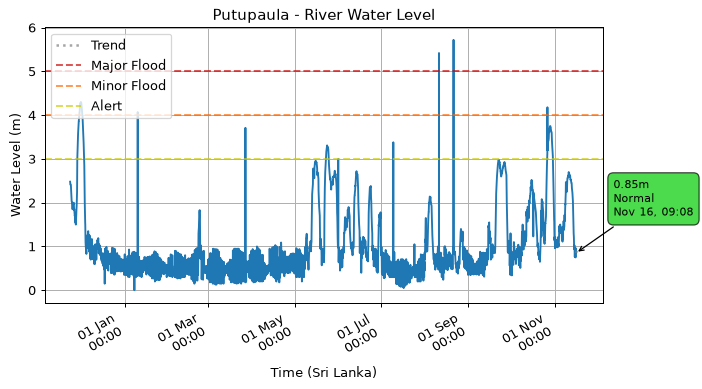 Putupaula - River Water Level
Water Level (m)
6
5
4
3
2
1
0
Trend
Major Flood
Minor Flood
Alert
0.85m
Normal
Nov 16, 09:08
01 Jan
00:00
01 Mar
00:00
01 May
00:00
01 Jul
00:00
01 Sep
00:00
01 Nov
00:00
Time (Sri Lanka)